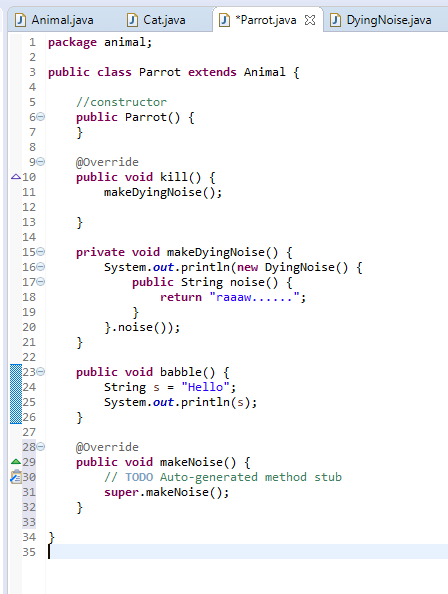 Animal.java Cat.java *Parrot.java DyingNoise.java
1 package animal;
2
3 public class Parrot extends Animal {
4
5     //constructor
6     public Parrot() {
7     }
8
9     @Override
10     public void kill() {
11         makeDyingNoise();
12
13     }
14
15     private void makeDyingNoise() {
16         System.out.println(new DyingNoise() {
17             public String noise() {
18                 return "raaaw......";
19             }
20         }.noise());
21     }
22
23     public void babble() {
24         String s = "Hello";
25         System.out.println(s);
26     }
27
28     @Override
29     public void makeNoise() {
30         // TODO Auto-generated method stub
31         super.makeNoise();
32     }
33
34 }
35